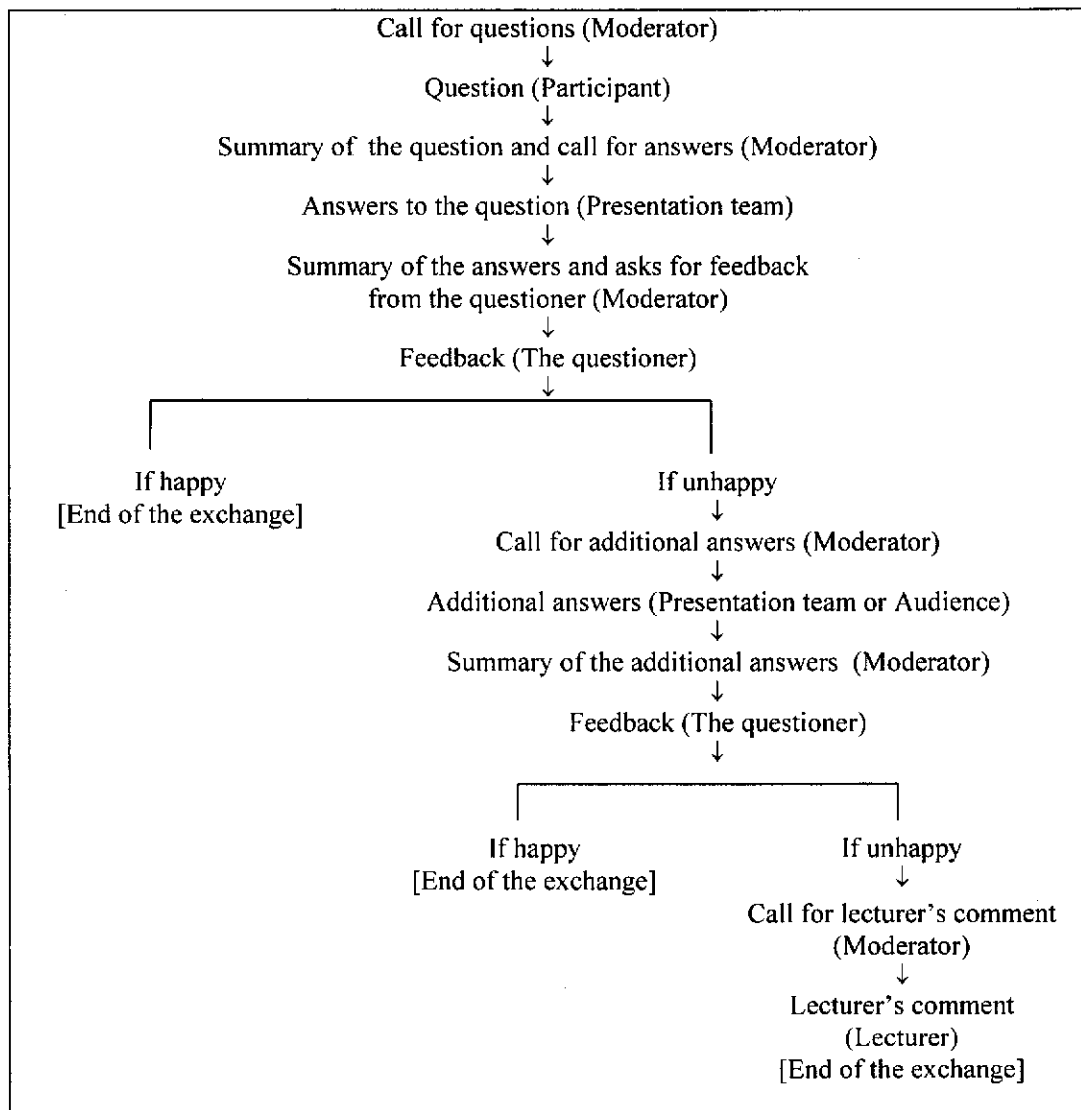 Call for questions (Moderator)
↓
Question (Participant)
↓
Summary of the question and call for answers (Moderator)
↓
Answers to the question (Presentation team)
↓
Summary of the answers and asks for feedback
from the questioner (Moderator)
↓
Feedback (The questioner)
↓
If happy
[End of the exchange]
If unhappy
↓
Call for additional answers (Moderator)
↓
Additional answers (Presentation team or Audience)
↓
Summary of the additional answers (Moderator)
↓
Feedback (The questioner)
↓
If happy
[End of the exchange]
If unhappy
↓
Call for lecturer's comment
(Moderator)
↓
Lecturer's comment
(Lecturer)
[End of the exchange]